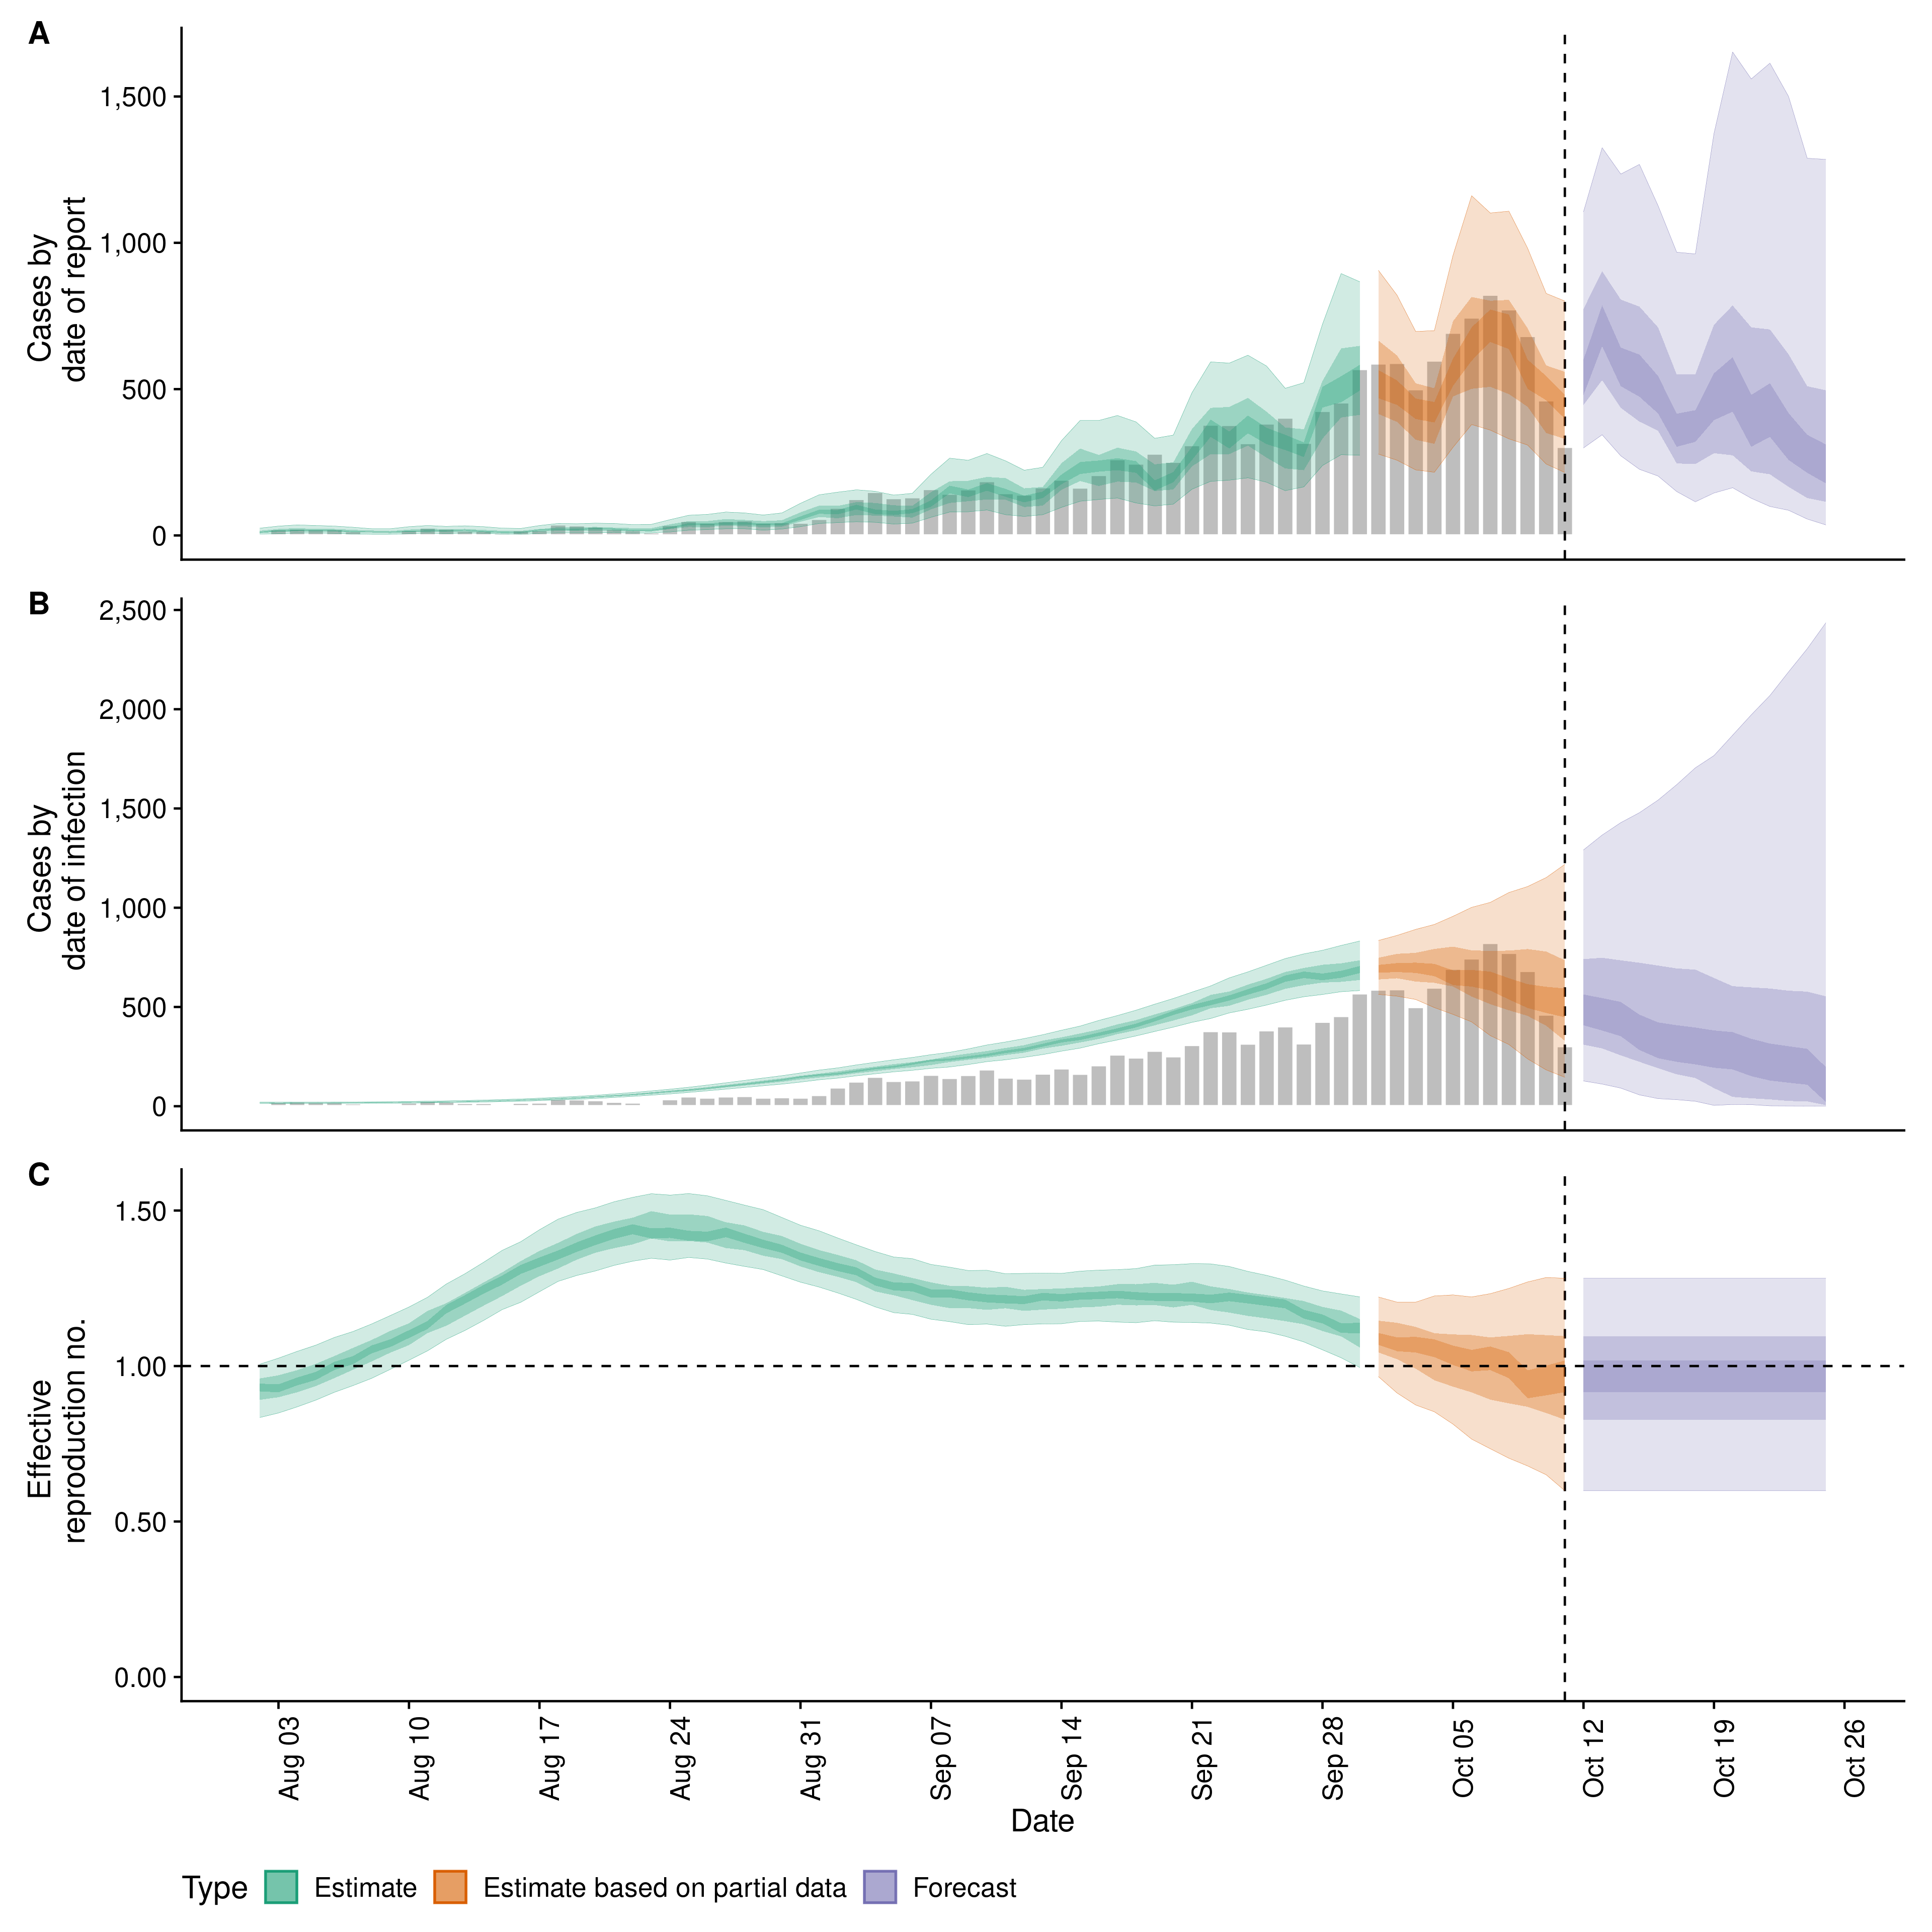 A
Cases by
date of report
1,500
1,000
500
0
B
Cases by
date of infection
2,500
2,000
1,500
1,000
500
0
C
Effective
reproduction no.
1.50
1.00
0.50
0.00
Aug 03
Aug 10
Aug 17
Aug 24
Aug 31
Sep 07
Sep 14
Sep 21
Sep 28
Oct 05
Oct 12
Oct 19
Oct 26
Date
Type Estimate Estimate based on partial data Forecast